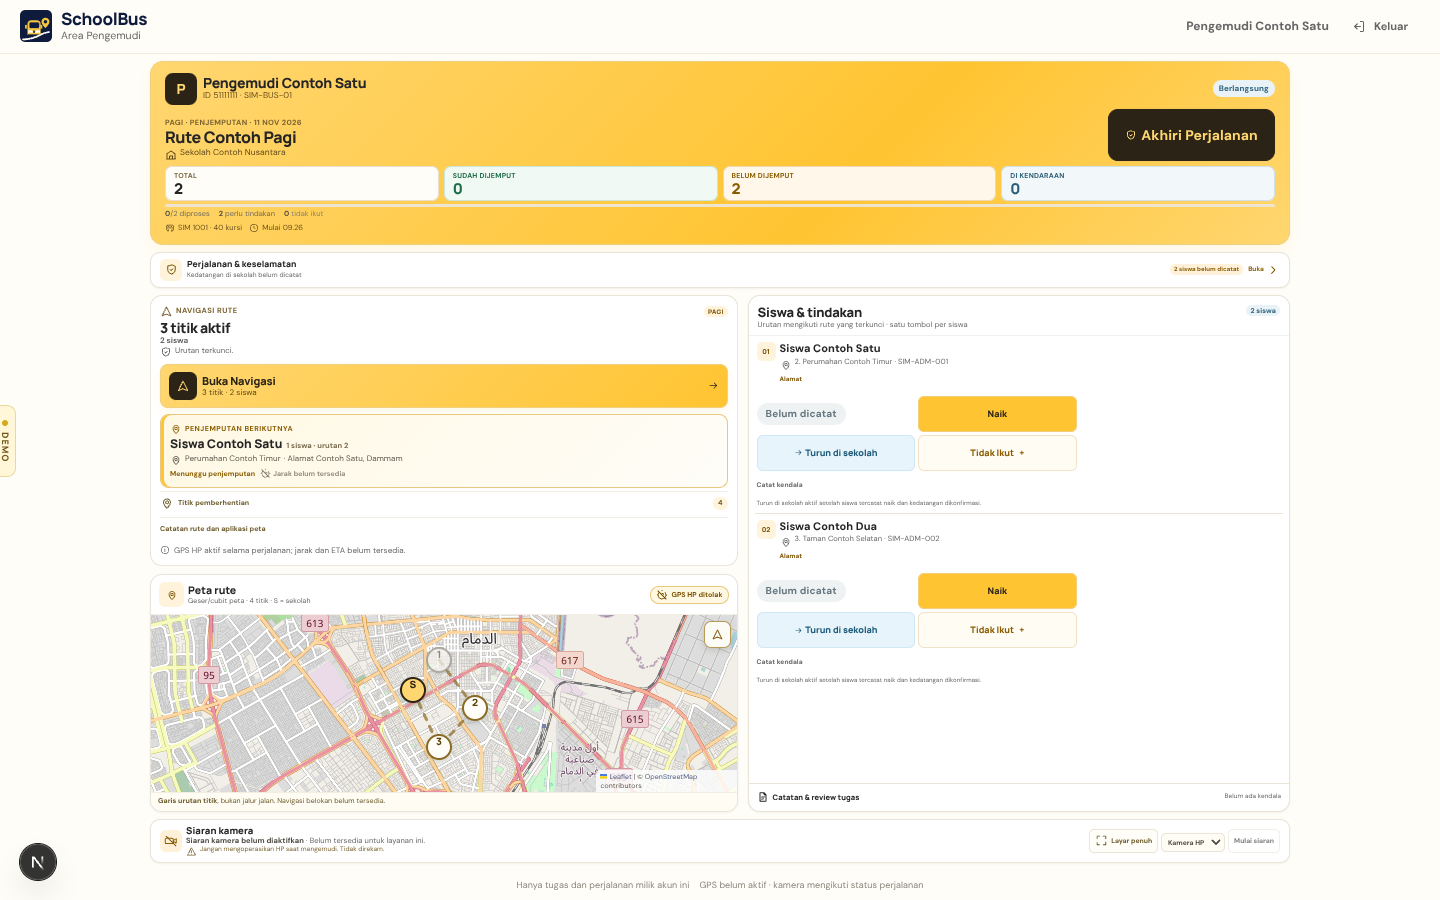 SchoolBus
Area Pengemudi
Pengemudi Contoh Satu
Keluar
P
Pengemudi Contoh Satu
ID 51111111 · SIM-BUS-01
Berlangsung
PAGI · PENJEMPUTAN · 11 NOV 2026
Rute Contoh Pagi
Sekolah Contoh Nusantara
Akhiri Perjalanan
TOTAL
2
SUDAH DIJEMPUT
0
BELUM DIJEMPUT
2
DI KENDARAAN
0
0/2 diproses 2 perlu tindakan 0 tidak ikut
SIM 1001 · 40 kursi Mulai 09.26
Perjalanan & keselamatan
Kedatangan di sekolah belum dicatat
2 siswa belum dicatat
Buka
NAVIGASI RUTE
PAGI
3 titik aktif
2 siswa
Urutan terkunci.
Buka Navigasi
3 titik · 2 siswa
PENJEMPUTAN BERIKUTNYA
Siswa Contoh Satu 1 siswa · urutan 2
Perumahan Contoh Timur · Alamat Contoh Satu, Dammam
Menunggu penjemputan Jarak belum tersedia
Titik pemberhentian
4
Catatan rute dan aplikasi peta
GPS HP aktif selama perjalanan; jarak dan ETA belum tersedia.
Peta rute
Geser/cubit peta · 4 titik · S = sekolah
GPS HP ditolak
613
الدمام
1
617
95
S
2
615
3
أول مدينة
صناعية
في الدمام
Leaflet | © OpenStreetMap
contributors
Garis urutan titik, bukan jalur jalan. Navigasi belokan belum tersedia.
Siswa & tindakan
Urutan mengikuti rute yang terkunci · satu tombol per siswa
2 siswa
01
Siswa Contoh Satu
2. Perumahan Contoh Timur · SIM-ADM-001
Alamat
Belum dicatat
Naik
→ Turun di sekolah
Tidak Ikut +
Catat kendala
Turun di sekolah aktif setelah siswa tercatat naik dan kedatangan dikonfirmasi.
02
Siswa Contoh Dua
3. Taman Contoh Selatan · SIM-ADM-002
Alamat
Belum dicatat
Naik
→ Turun di sekolah
Tidak Ikut +
Catat kendala
Turun di sekolah aktif setelah siswa tercatat naik dan kedatangan dikonfirmasi.
Catatan & review tugas
Belum ada kendala
Siaran kamera
Siaran kamera belum diaktifkan · Belum tersedia untuk layanan ini.
Jangan mengoperasikan HP saat mengemudi. Tidak direkam.
Layar penuh
Kamera HP
Mulai siaran
Hanya tugas dan perjalanan milik akun ini GPS belum aktif · kamera mengikuti status perjalanan
DEMO
N